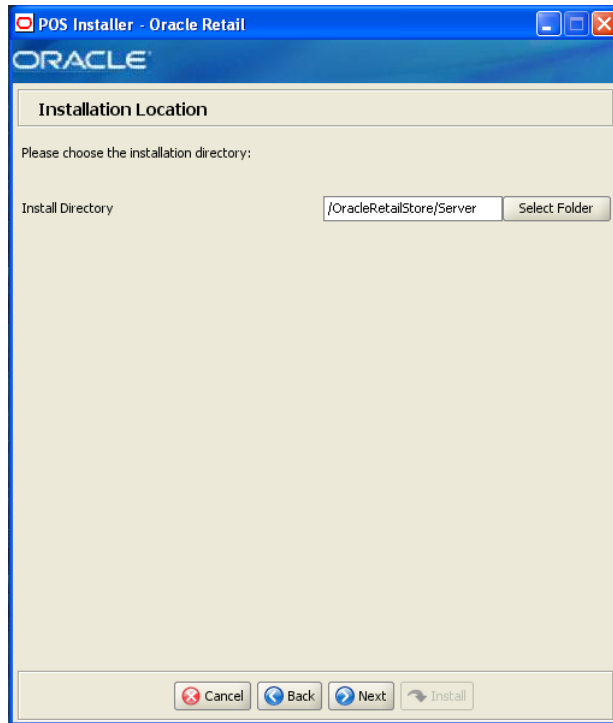 POS Installer - Oracle Retail
ORACLE
Installation Location
Please choose the installation directory:
Install Directory /OracleRetailStore/Server Select Folder
Cancel Back Next Install